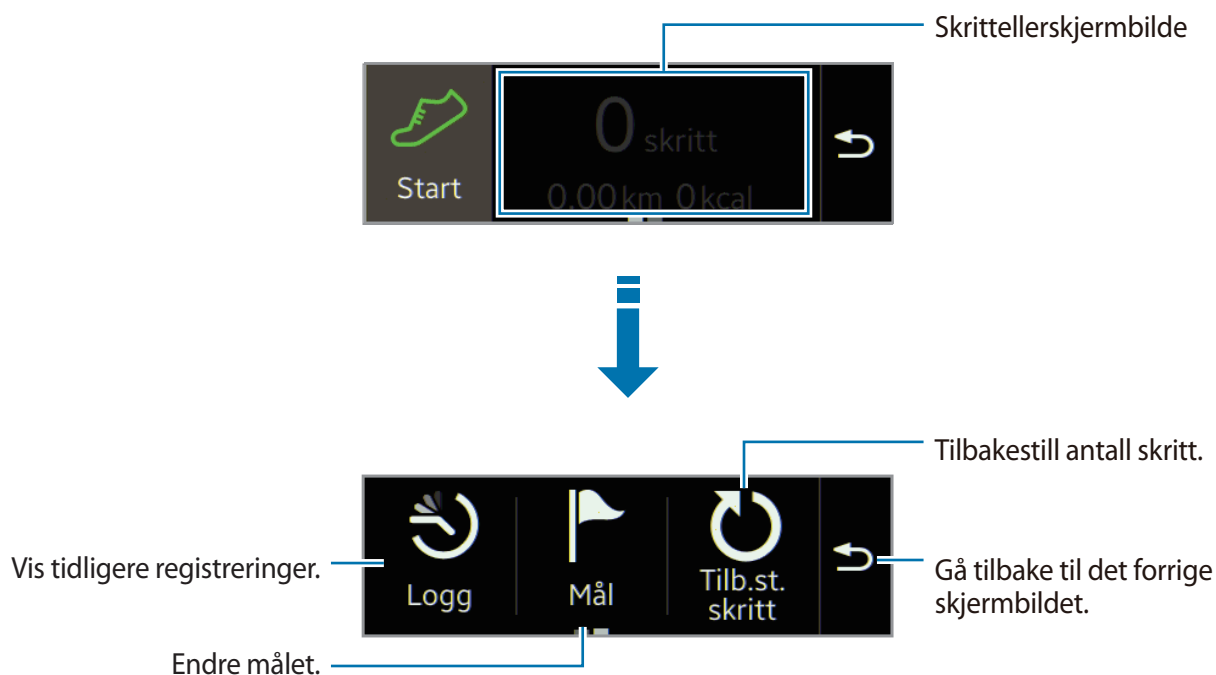 Skrittellerskjermbilde
0 skritt
Start
0.00 km 0 kcal
Tilbakestill antall skritt.
Vis tidligere registreringer.
Logg
Mål
Tilb.st.
skritt
Gå tilbake til det forrige
skjermbildet.
Endre målet.